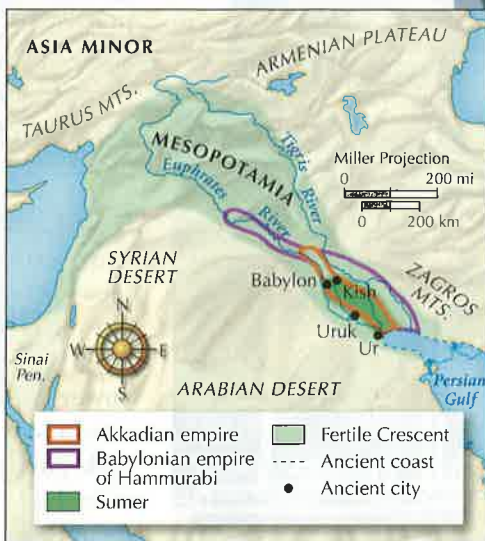 ASIA MINOR
ARMENIAN PLATEAU
TAURUS MTS.
MESOPOTAMIA
Tigris River
Euphrates River
Miller Projection
0 200 mi
0 200 km
SYRIAN
DESERT
Babylon
Kish
ZAGROS
MTS.
Uruk
Ur
N
W E
S
Sinai
Pen.
ARABIAN DESERT
Persian
Gulf
Akkadian empire
Babylonian empire
of Hammurabi
Sumer
Fertile Crescent
Ancient coast
Ancient city